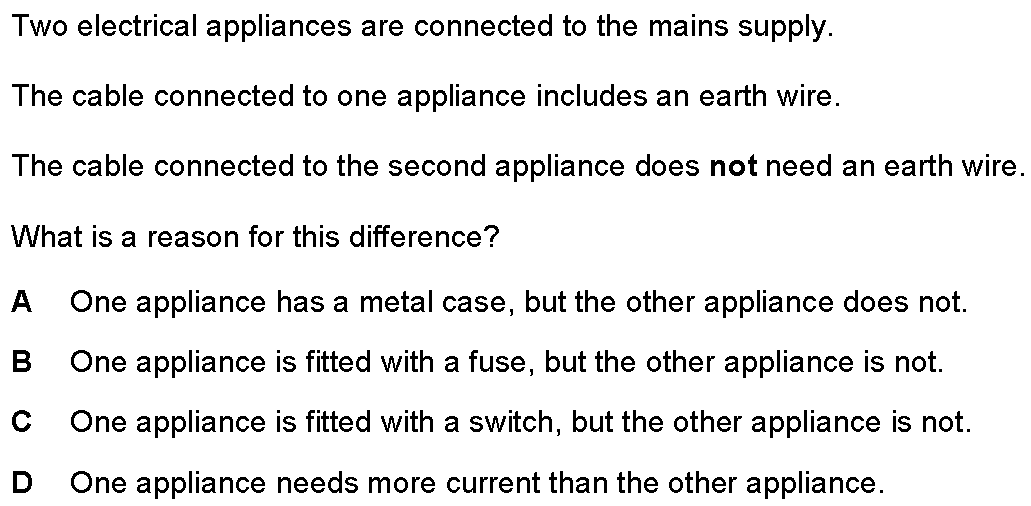 Two electrical appliances are connected to the mains supply.
The cable connected to one appliance includes an earth wire.
The cable connected to the second appliance does not need an earth wire.
What is a reason for this difference?
A One appliance has a metal case, but the other appliance does not.
B One appliance is fitted with a fuse, but the other appliance is not.
C One appliance is fitted with a switch, but the other appliance is not.
D One appliance needs more current than the other appliance.